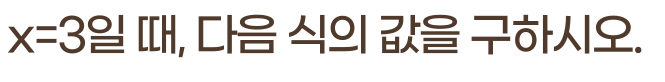 x=3일 때, 다음 식의 값을 구하시오.